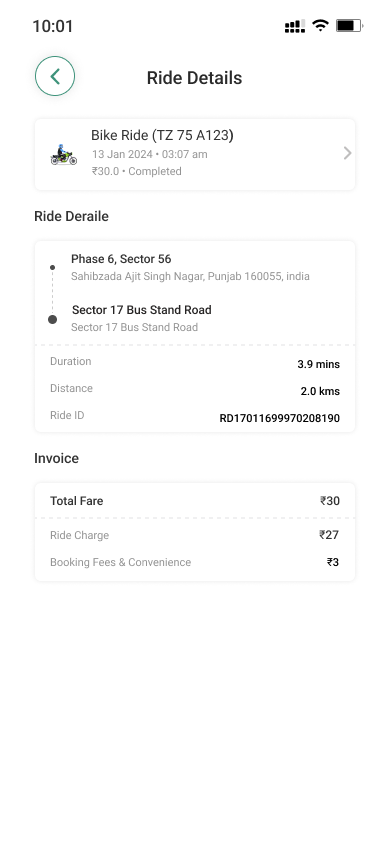 10:01
Ride Details
Bike Ride (TZ 75 A123)
13 Jan 2024 • 03:07 am
₹30.0 • Completed
Ride Deraile
Phase 6, Sector 56
Sahibzada Ajit Singh Nagar, Punjab 160055, india
Sector 17 Bus Stand Road
Sector 17 Bus Stand Road
Duration 3.9 mins
Distance 2.0 kms
Ride ID RD17011699970208190
Invoice
Total Fare ₹30
Ride Charge ₹27
Booking Fees & Convenience ₹3